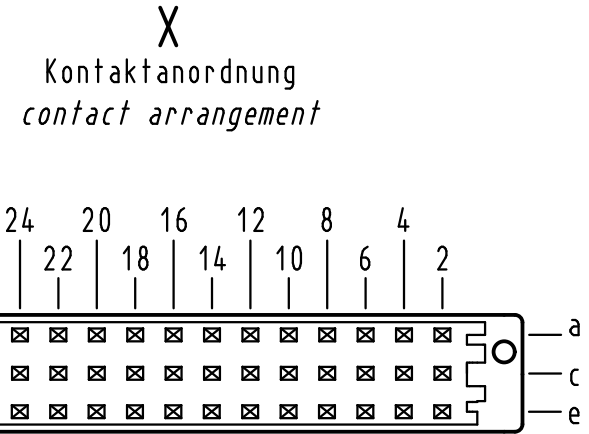 X
Kontaktanordnung
contact arrangement
24 20 16 12 8 4
22 18 14 10 6 2
a
c
e